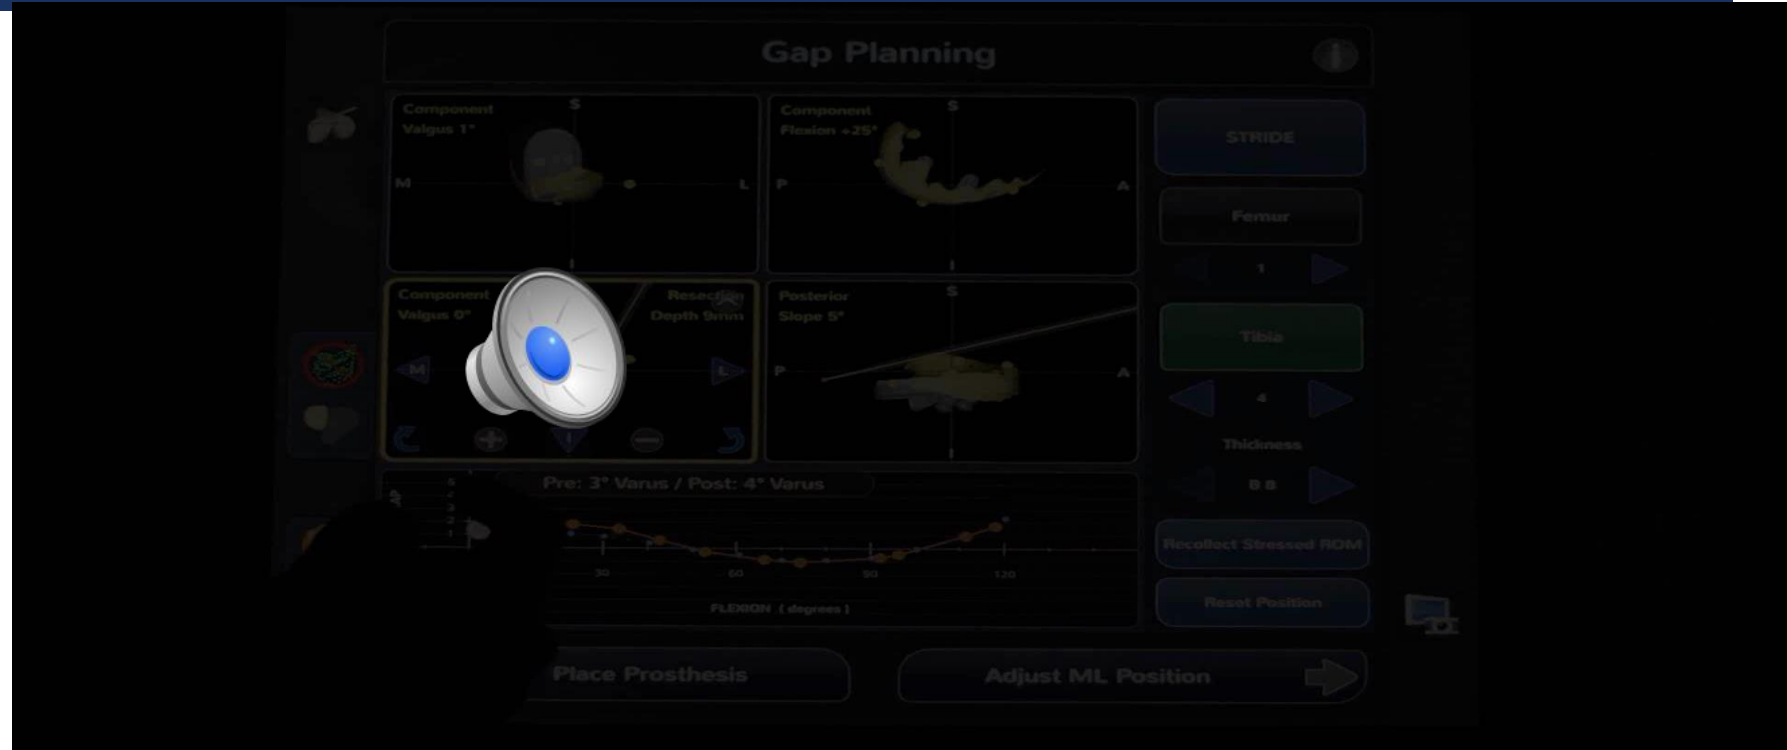 Gap Planning
Component
Valgus 1°
S
M
L
I
Component
Flexion +25°
S
P
A
I
STRIDE
Femur
1
Component
Valgus 0°
Resection
Depth 9mm
M
L
I
Posterior
Slope 5°
S
P
A
I
Tibia
4
Thickness
B 8
Pre: 3° Varus / Post: 4° Varus
30
60
90
120
FLEXION ( degrees )
Recollect Stressed ROM
Reset Position
Place Prosthesis
Adjust ML Position